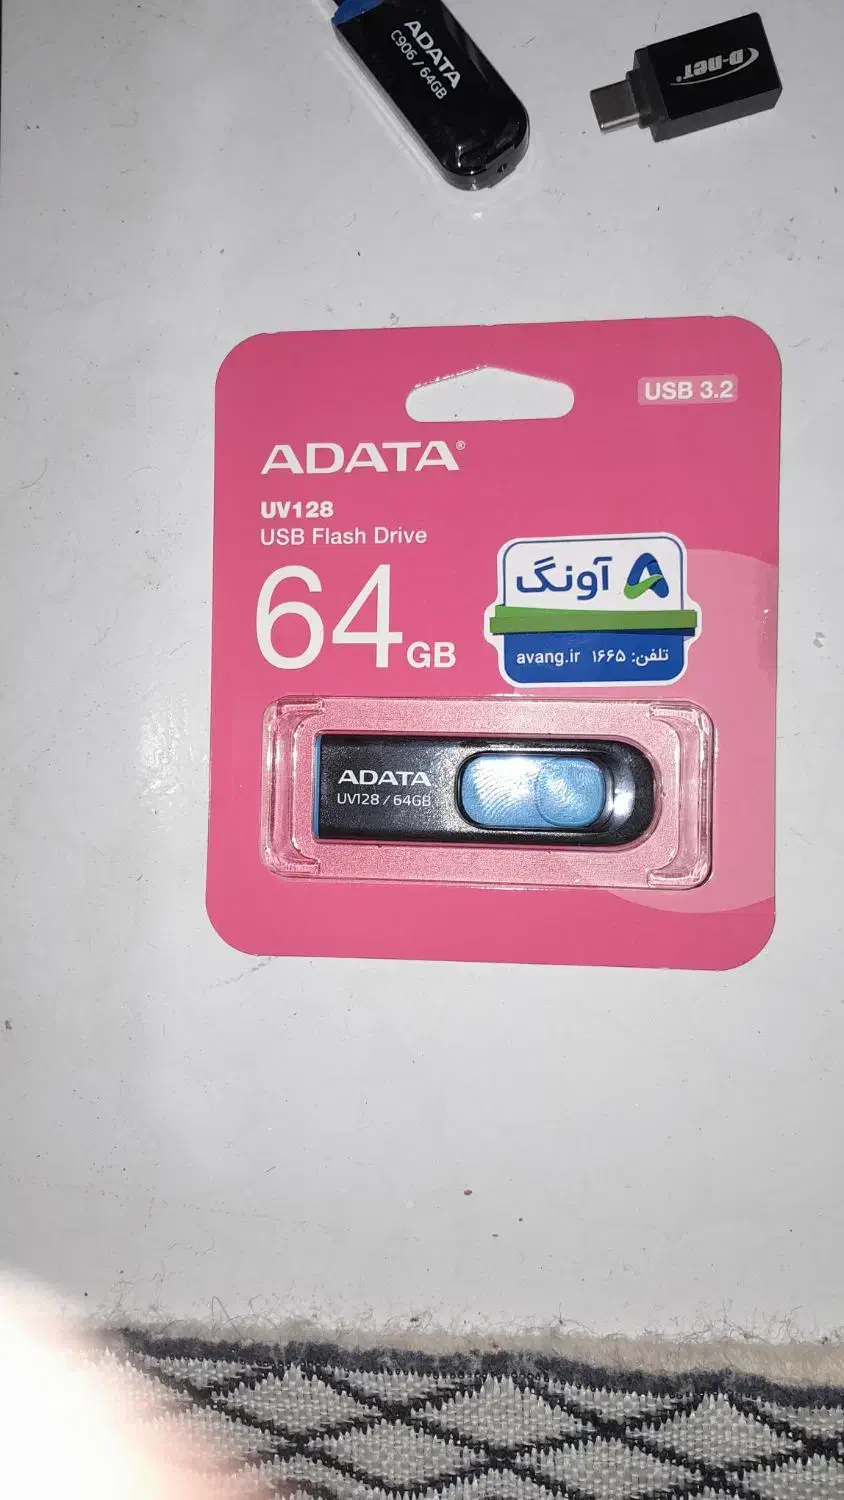 ADATA
C906 / 64GB
D-net
USB 3.2
ADATA®
UV128
USB Flash Drive
64GB
آونگ
تلفن: ۱۶۶۵ avang.ir
ADATA
UV128 / 64GB